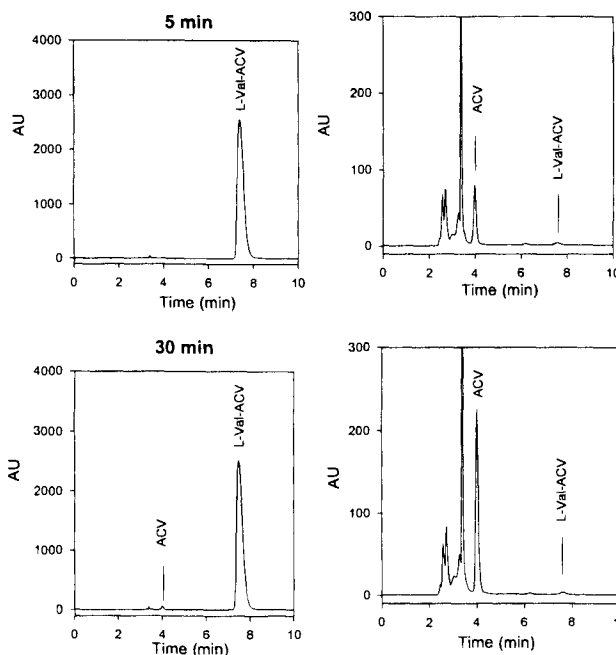 5 min
4000
3000
2000
1000
0
AU
L-Val-ACV
0 2 4 6 8 10
Time (min)
300
200
100
0
AU
ACV
L-Val-ACV
0 2 4 6 8 10
Time (min)
30 min
4000
3000
2000
1000
0
AU
ACV
L-Val-ACV
0 2 4 6 8 10
Time (min)
300
200
100
0
AU
ACV
L-Val-ACV
0 2 4 6 8
Time (min)